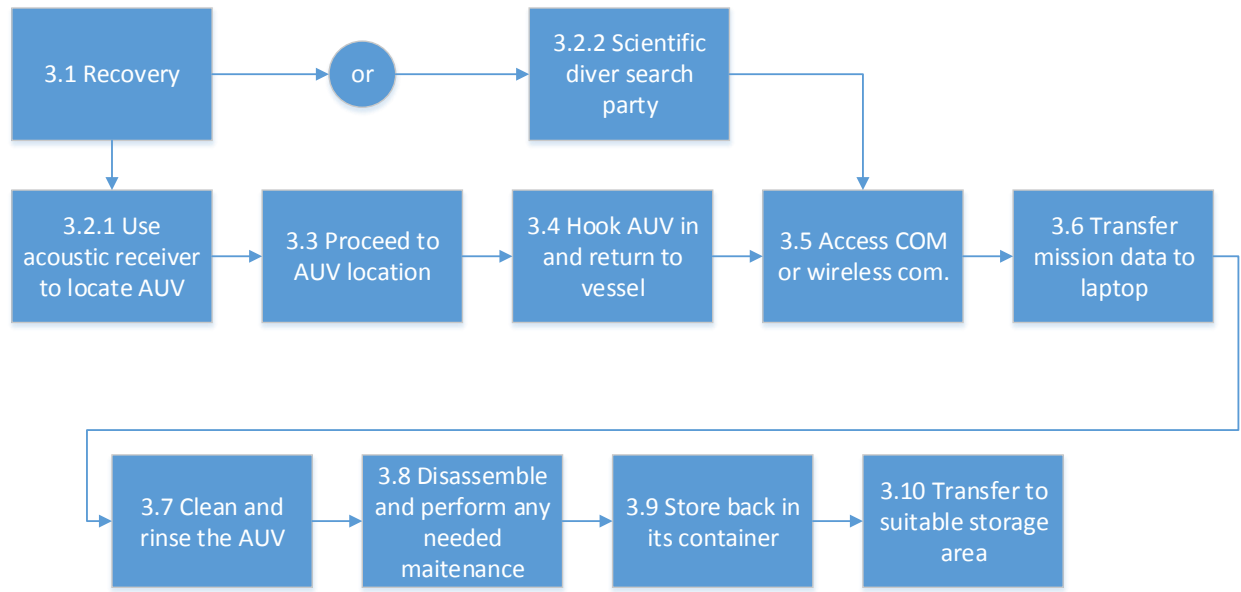 3.1 Recovery
or
3.2.2 Scientific
diver search
party
3.2.1 Use
acoustic receiver
to locate AUV
3.3 Proceed to
AUV location
3.4 Hook AUV in
and return to
vessel
3.5 Access COM
or wireless com.
3.6 Transfer
mission data to
laptop
3.7 Clean and
rinse the AUV
3.8 Disassemble
and perform any
needed
maitenance
3.9 Store back in
its container
3.10 Transfer to
suitable storage
area